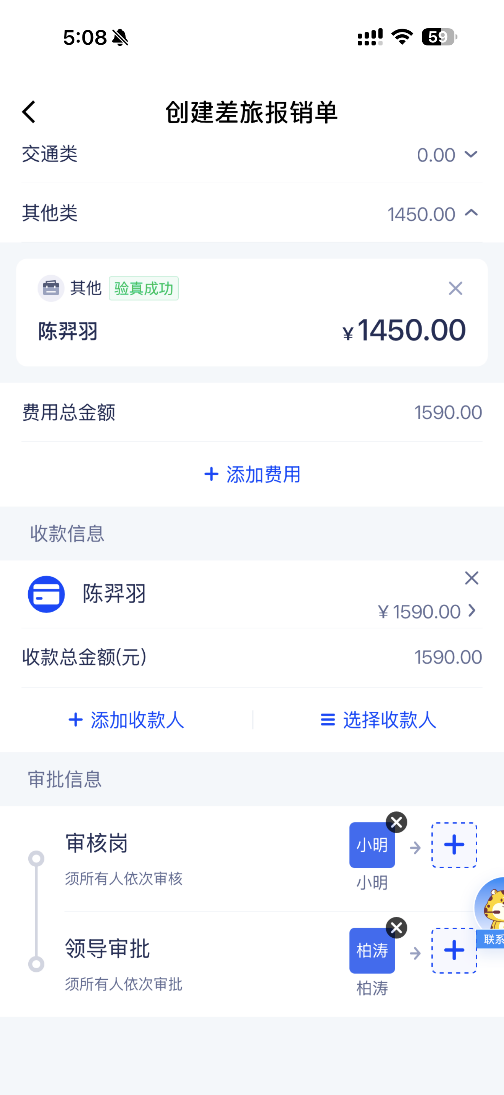 5:08 59
创建差旅报销单
交通类 0.00
其他类 1450.00
其他 验真成功
陈羿羽 ¥1450.00
费用总金额 1590.00
+ 添加费用
收款信息
陈羿羽
¥1590.00
收款总金额(元) 1590.00
+ 添加收款人 选择收款人
审批信息
审核岗 小明
须所有人依次审核 小明
联系
领导审批 柏涛
须所有人依次审批 柏涛